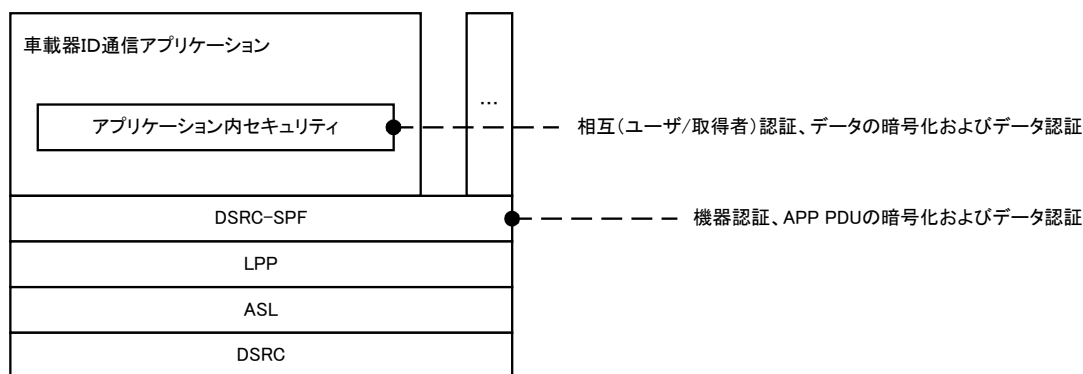 車載器ID通信アプリケーション
…
アプリケーション内セキュリティ
相互(ユーザ/取得者)認証、データの暗号化およびデータ認証
DSRC-SPF
機器認証、APP PDUの暗号化およびデータ認証
LPP
ASL
DSRC